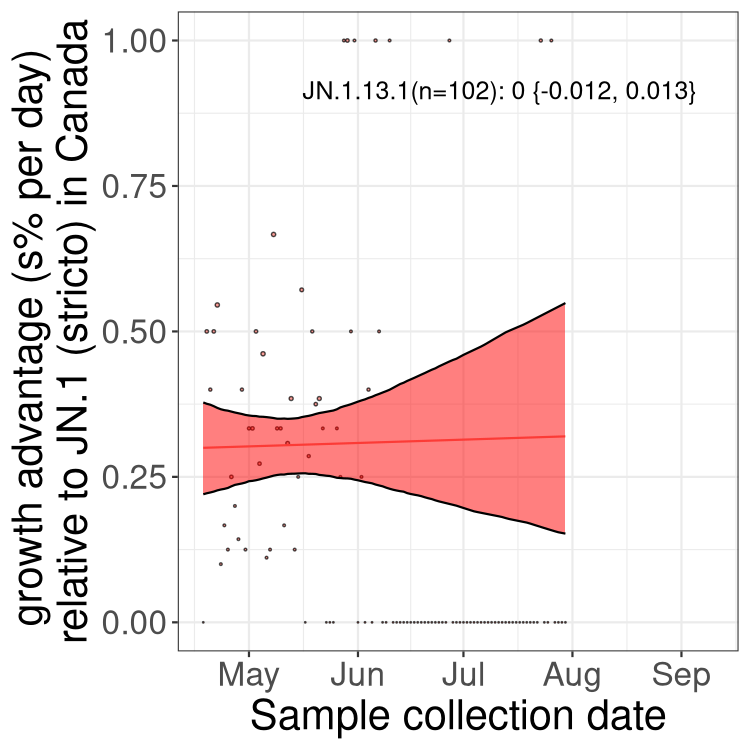 growth advantage (s% per day)
relative to JN.1 (stricto) in Canada
1.00
0.75
0.50
0.25
0.00
JN.1.13.1(n=102): 0 {-0.012, 0.013}
May Jun Jul Aug Sep
Sample collection date